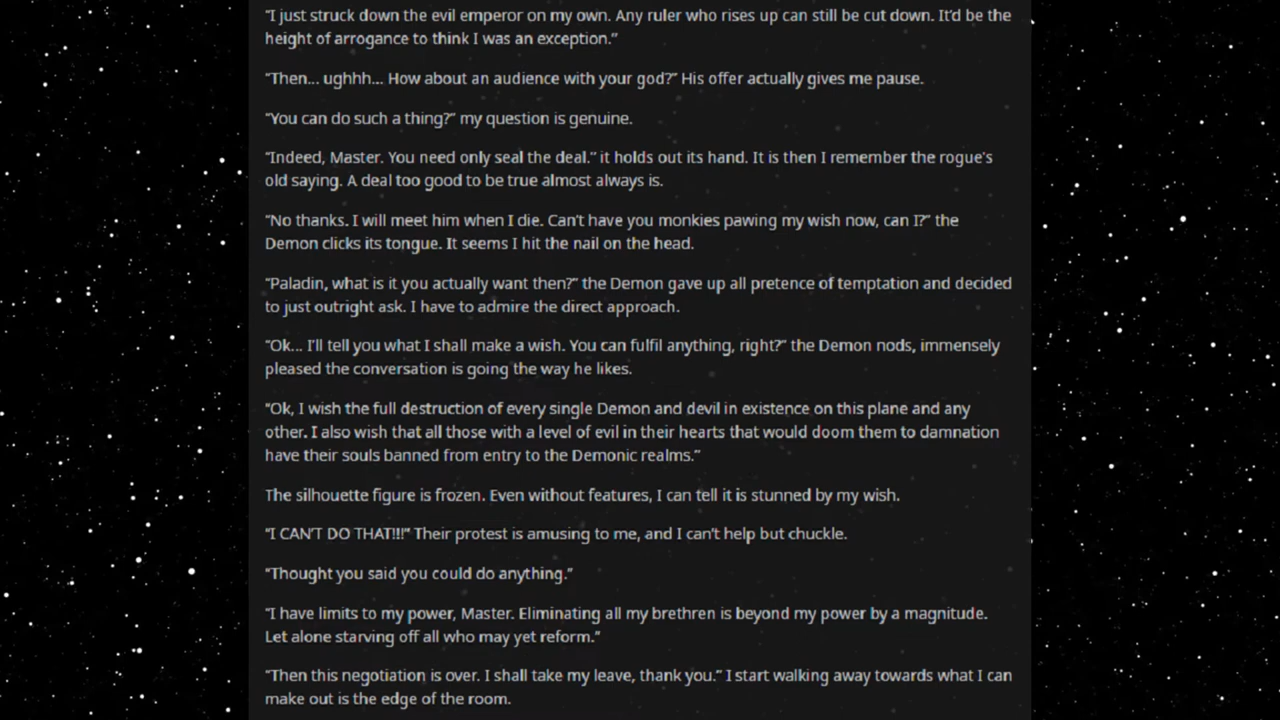 “I just struck down the evil emperor on my own. Any ruler who rises up can still be cut down. It’d be the
height of arrogance to think I was an exception.”
“Then... ughhh... How about an audience with your god?” His offer actually gives me pause.
“You can do such a thing?” my question is genuine.
“Indeed, Master. You need only seal the deal.” it holds out its hand. It is then I remember the rogue's
old saying. A deal too good to be true almost always is.
“No thanks. I will meet him when I die. Can’t have you monkies pawing my wish now, can I?” the
Demon clicks its tongue. It seems I hit the nail on the head.
“Paladin, what is it you actually want then?” the Demon gave up all pretence of temptation and decided
to just outright ask. I have to admire the direct approach.
“Ok... I’ll tell you what I shall make a wish. You can fulfil anything, right?” the Demon nods, immensely
pleased the conversation is going the way he likes.
“Ok, I wish the full destruction of every single Demon and devil in existence on this plane and any
other. I also wish that all those with a level of evil in their hearts that would doom them to damnation
have their souls banned from entry to the Demonic realms.”
The silhouette figure is frozen. Even without features, I can tell it is stunned by my wish.
“I CAN’T DO THAT!!!” Their protest is amusing to me, and I can’t help but chuckle.
“Thought you said you could do anything.”
“I have limits to my power, Master. Eliminating all my brethren is beyond my power by a magnitude.
Let alone starving off all who may yet reform.”
“Then this negotiation is over. I shall take my leave, thank you.” I start walking away towards what I can
make out is the edge of the room.